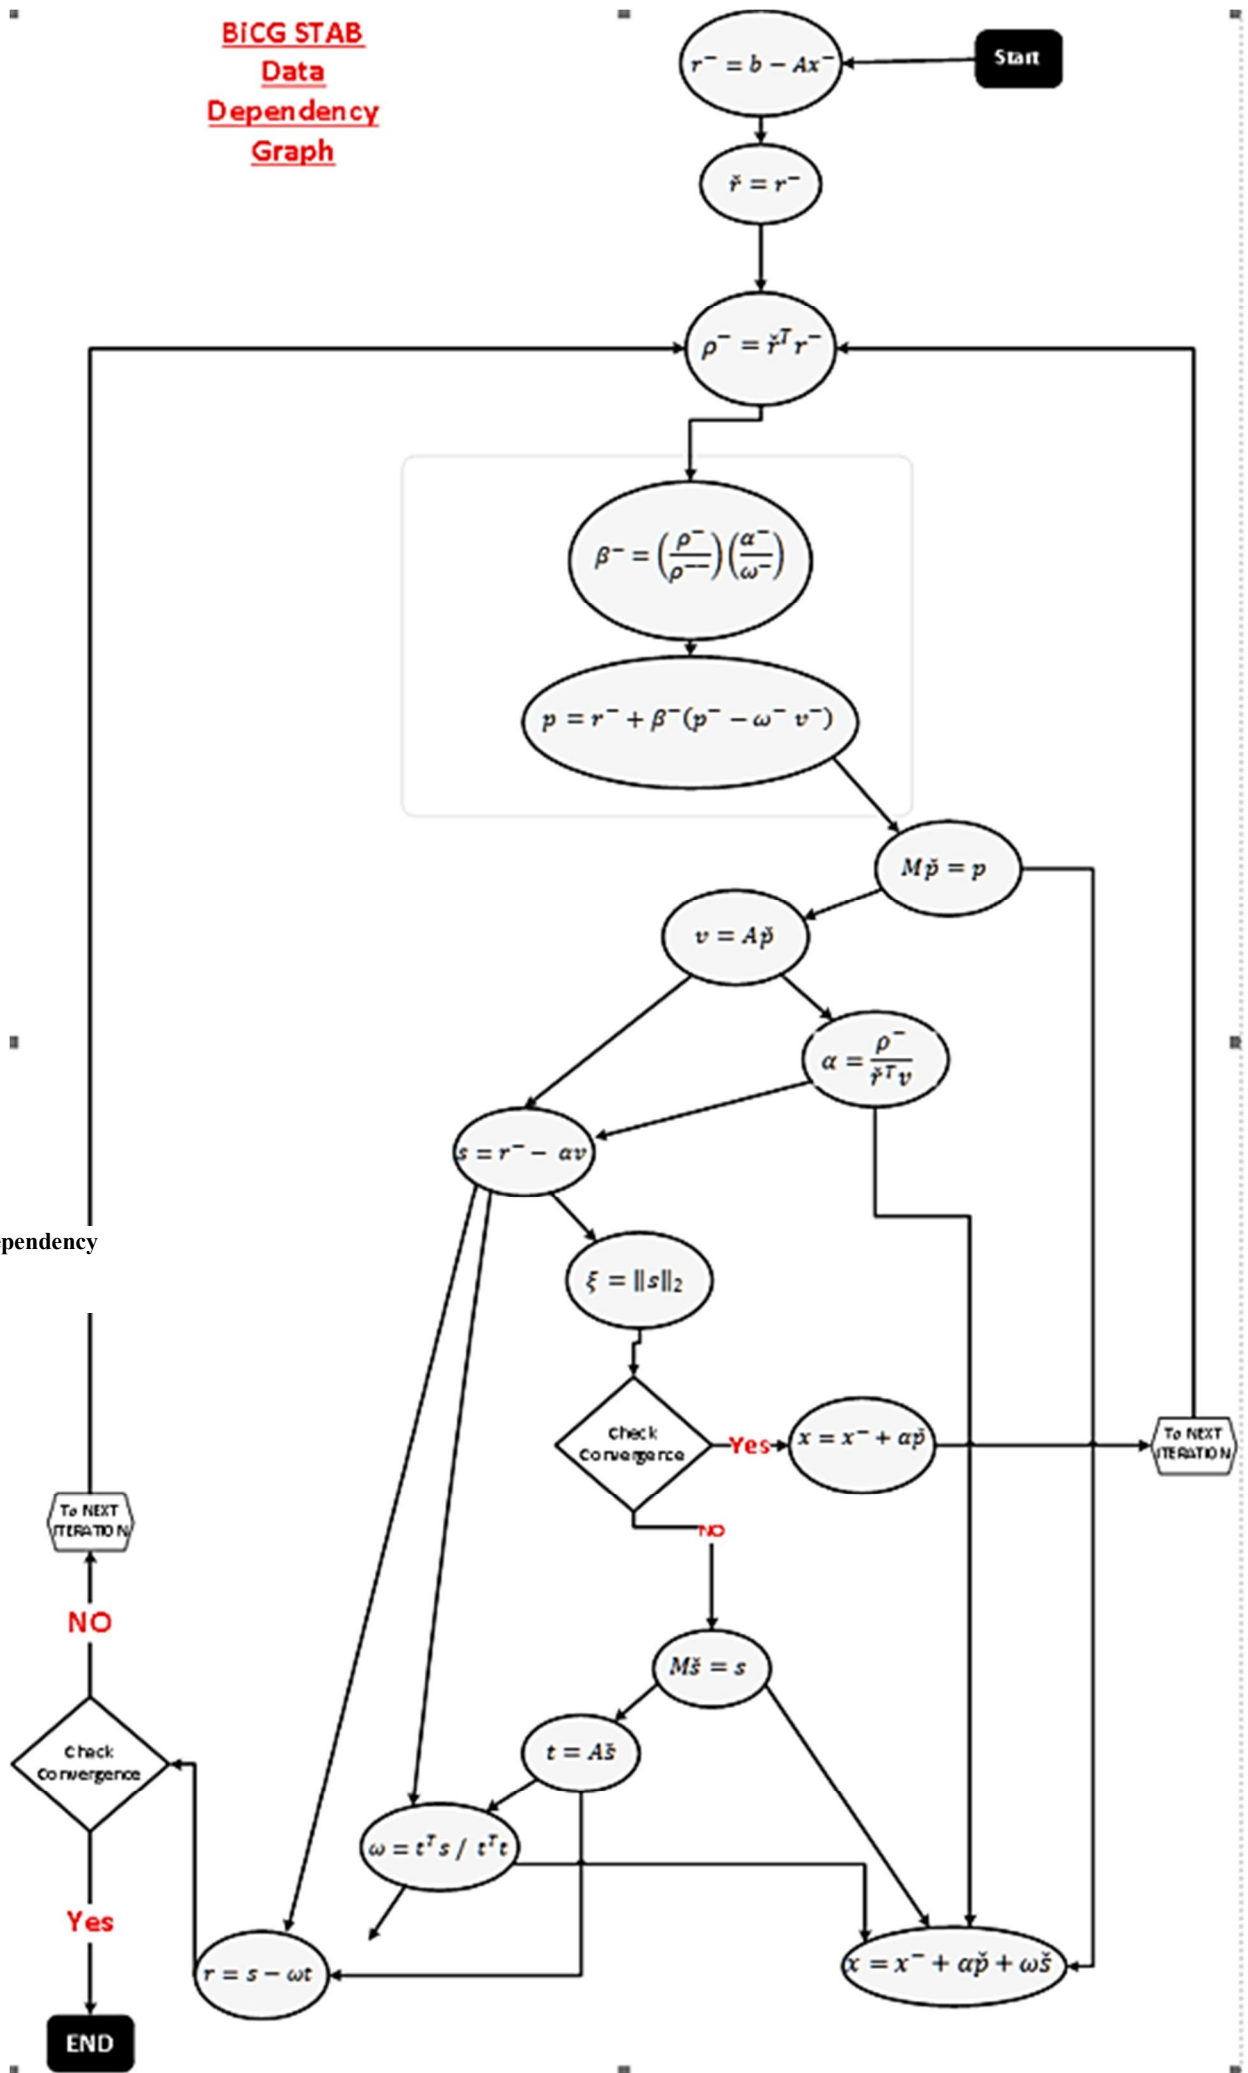 BiCG STAB
Data
Dependency
Graph
Start
r⁻ = b − Ax⁻
ř = r⁻
ρ⁻ = řᵀ r⁻
β⁻ = (ρ⁻/ρ⁻⁻)(α⁻/ω⁻)
p = r⁻ + β⁻(p⁻ − ω⁻ v⁻)
Mp̌ = p
v = Ap̌
α = ρ⁻/řᵀv
s = r⁻ − αv
pendency
ξ = ‖s‖₂
Check
Convergence
Yes
x = x⁻ + αp̌
To NEXT
ITERATION
NO
To NEXT
ITERATION
NO
Mš = s
t = Aš
Check
Convergence
ω = tᵀs / tᵀt
Yes
r = s − ωt
x = x⁻ + αp̌ + ωš
END